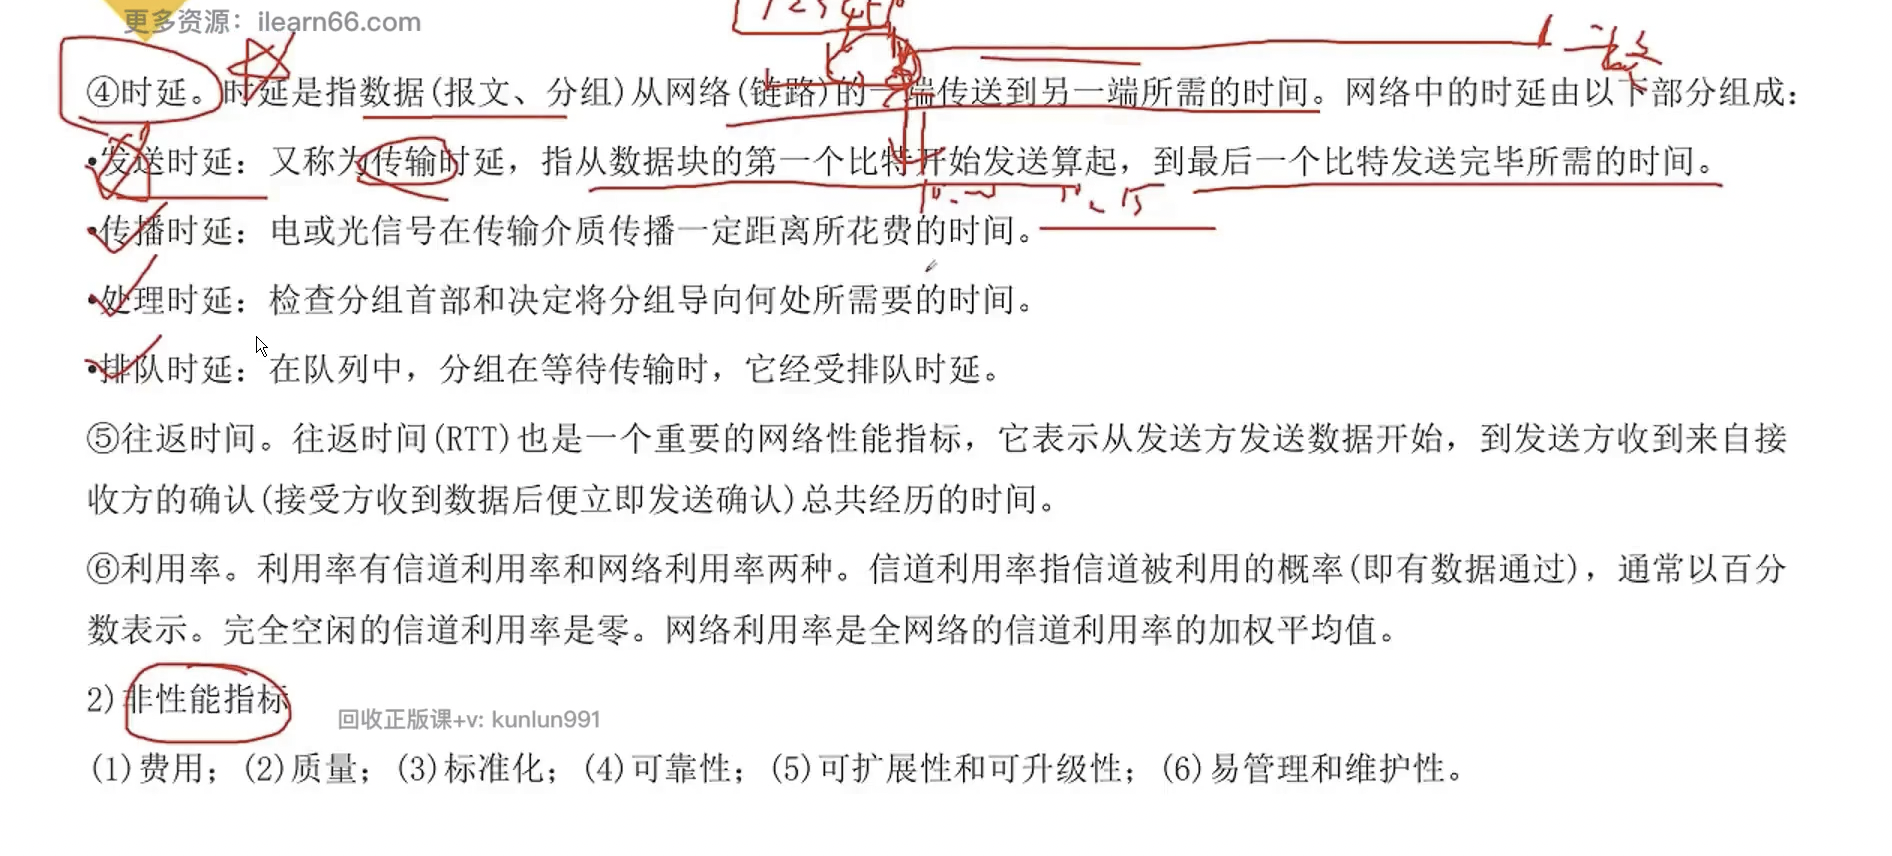 更多资源：ilearn66.com
④时延。时延是指数据(报文、分组)从网络(链路)的一端传送到另一端所需的时间。网络中的时延由以下部分组成：
•发送时延：又称为传输时延，指从数据块的第一个比特开始发送算起，到最后一个比特发送完毕所需的时间。
•传播时延：电或光信号在传输介质传播一定距离所花费的时间。
•处理时延：检查分组首部和决定将分组导向何处所需要的时间。
•排队时延：在队列中，分组在等待传输时，它经受排队时延。
⑤往返时间。往返时间(RTT)也是一个重要的网络性能指标，它表示从发送方发送数据开始，到发送方收到来自接
收方的确认(接受方收到数据后便立即发送确认)总共经历的时间。
⑥利用率。利用率有信道利用率和网络利用率两种。信道利用率指信道被利用的概率(即有数据通过)，通常以百分
数表示。完全空闲的信道利用率是零。网络利用率是全网络的信道利用率的加权平均值。
2)非性能指标
回收正版课+v: kunlun991
(1)费用；(2)质量；(3)标准化；(4)可靠性；(5)可扩展性和可升级性；(6)易管理和维护性。